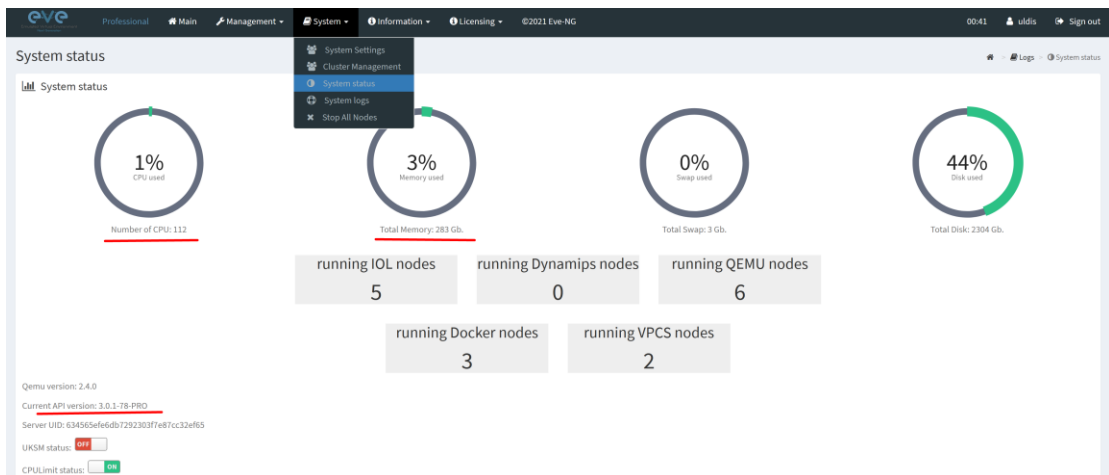 eve Professional Main Management System Information Licensing ©2021 Eve-NG 00:41 uldis Sign out
System status
Logs System status
System Settings
Cluster Management
System status
System logs
Stop All Nodes
System status
1%
CPU used
Number of CPU: 112
3%
Memory used
Total Memory: 283 Gb.
0%
Swap used
Total Swap: 3 Gb.
44%
Disk used
Total Disk: 2304 Gb.
running IOL nodes
5
running Dynamips nodes
0
running QEMU nodes
6
running Docker nodes
3
running VPCS nodes
2
Qemu version: 2.4.0
Current API version: 3.0.1-78-PRO
Server UID: 634565efe6db7292303f7e87cc32ef65
UKSM status: OFF
CPULimit status: ON